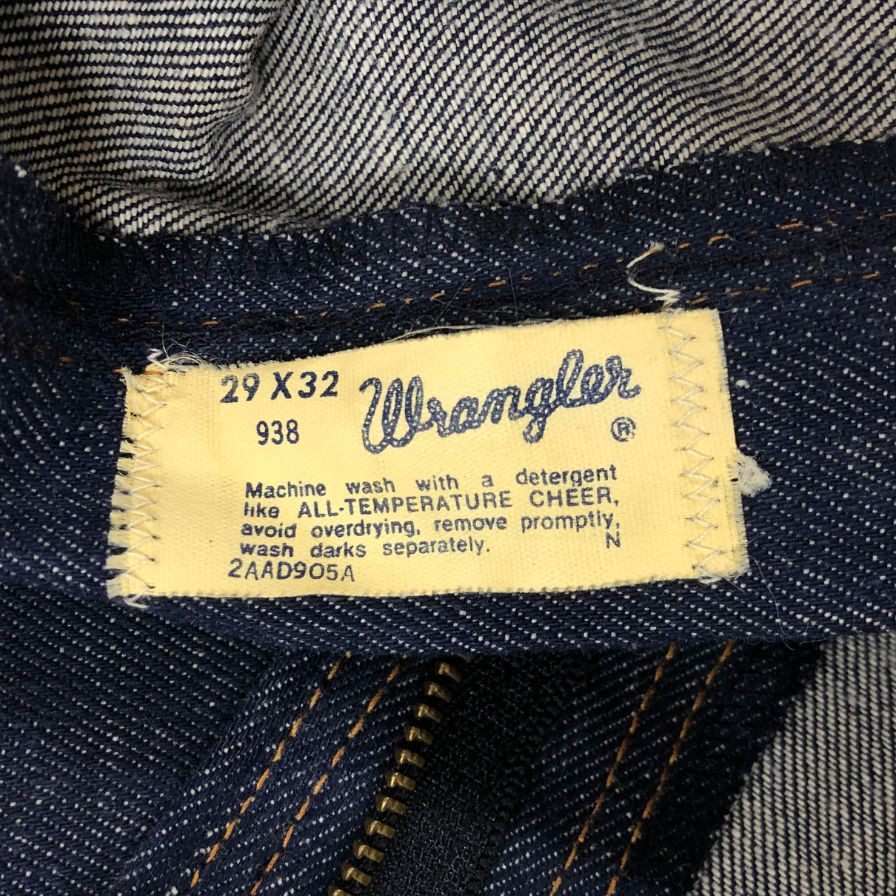 29 X 32 Wrangler ®
938
Machine wash with a detergent
like ALL-TEMPERATURE CHEER,
avoid overdrying, remove promptly,
wash darks separately. N
2AAD905A